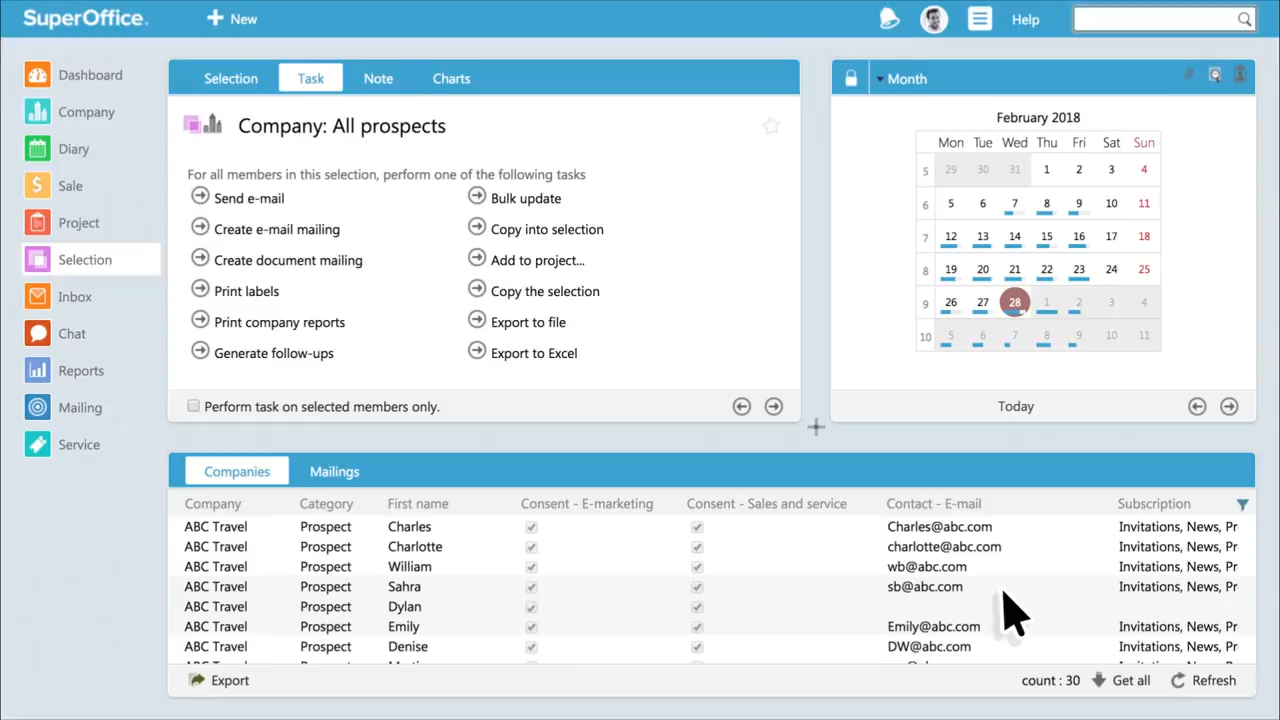 SuperOffice.
New
Help
Dashboard
Company
Diary
Sale
Project
Selection
Inbox
Chat
Reports
Mailing
Service
Selection Task Note Charts
Company: All prospects
For all members in this selection, perform one of the following tasks
Send e-mail Bulk update
Create e-mail mailing Copy into selection
Create document mailing Add to project...
Print labels Copy the selection
Print company reports Export to file
Generate follow-ups Export to Excel
Perform task on selected members only.
Month
February 2018
Mon Tue Wed Thu Fri Sat Sun
5 29 30 31 1 2 3 4
6 5 6 7 8 9 10 11
7 12 13 14 15 16 17 18
8 19 20 21 22 23 24 25
9 26 27 28 1 2 3 4
10 5 6 7 8 9 10 11
Today
Companies Mailings
Company Category First name Consent - E-marketing Consent - Sales and service Contact - E-mail Subscription
ABC Travel Prospect Charles Charles@abc.com Invitations, News, Pr
ABC Travel Prospect Charlotte charlotte@abc.com Invitations, News, Pr
ABC Travel Prospect William wb@abc.com Invitations, News, Pr
ABC Travel Prospect Sahra sb@abc.com Invitations, News, Pr
ABC Travel Prospect Dylan
ABC Travel Prospect Emily Emily@abc.com Invitations, News, Pr
ABC Travel Prospect Denise DW@abc.com Invitations, News, Pr
Export count : 30 Get all Refresh